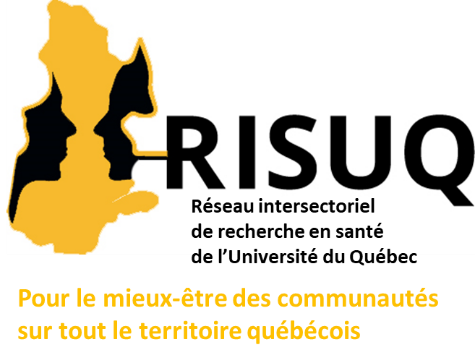 RISUQ
Réseau intersectoriel
de recherche en santé
de l'Université du Québec
Pour le mieux-être des communautés
sur tout le territoire québécois